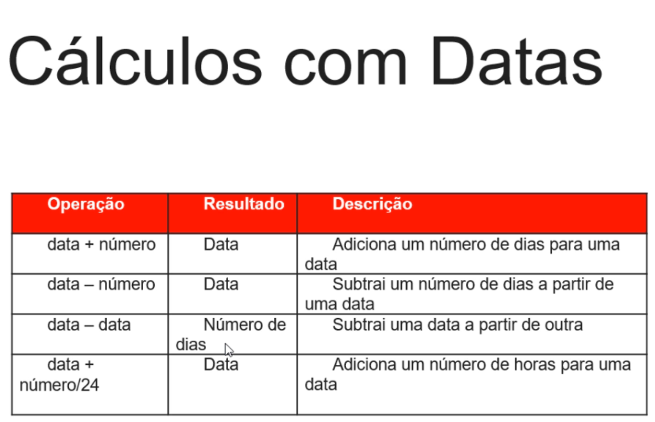 Cálculos com Datas
Operação Resultado Descrição
data + número Data Adiciona um número de dias para uma
data
data – número Data Subtrai um número de dias a partir de
uma data
data – data Número de Subtrai uma data a partir de outra
dias
data + Data Adiciona um número de horas para uma
número/24 data